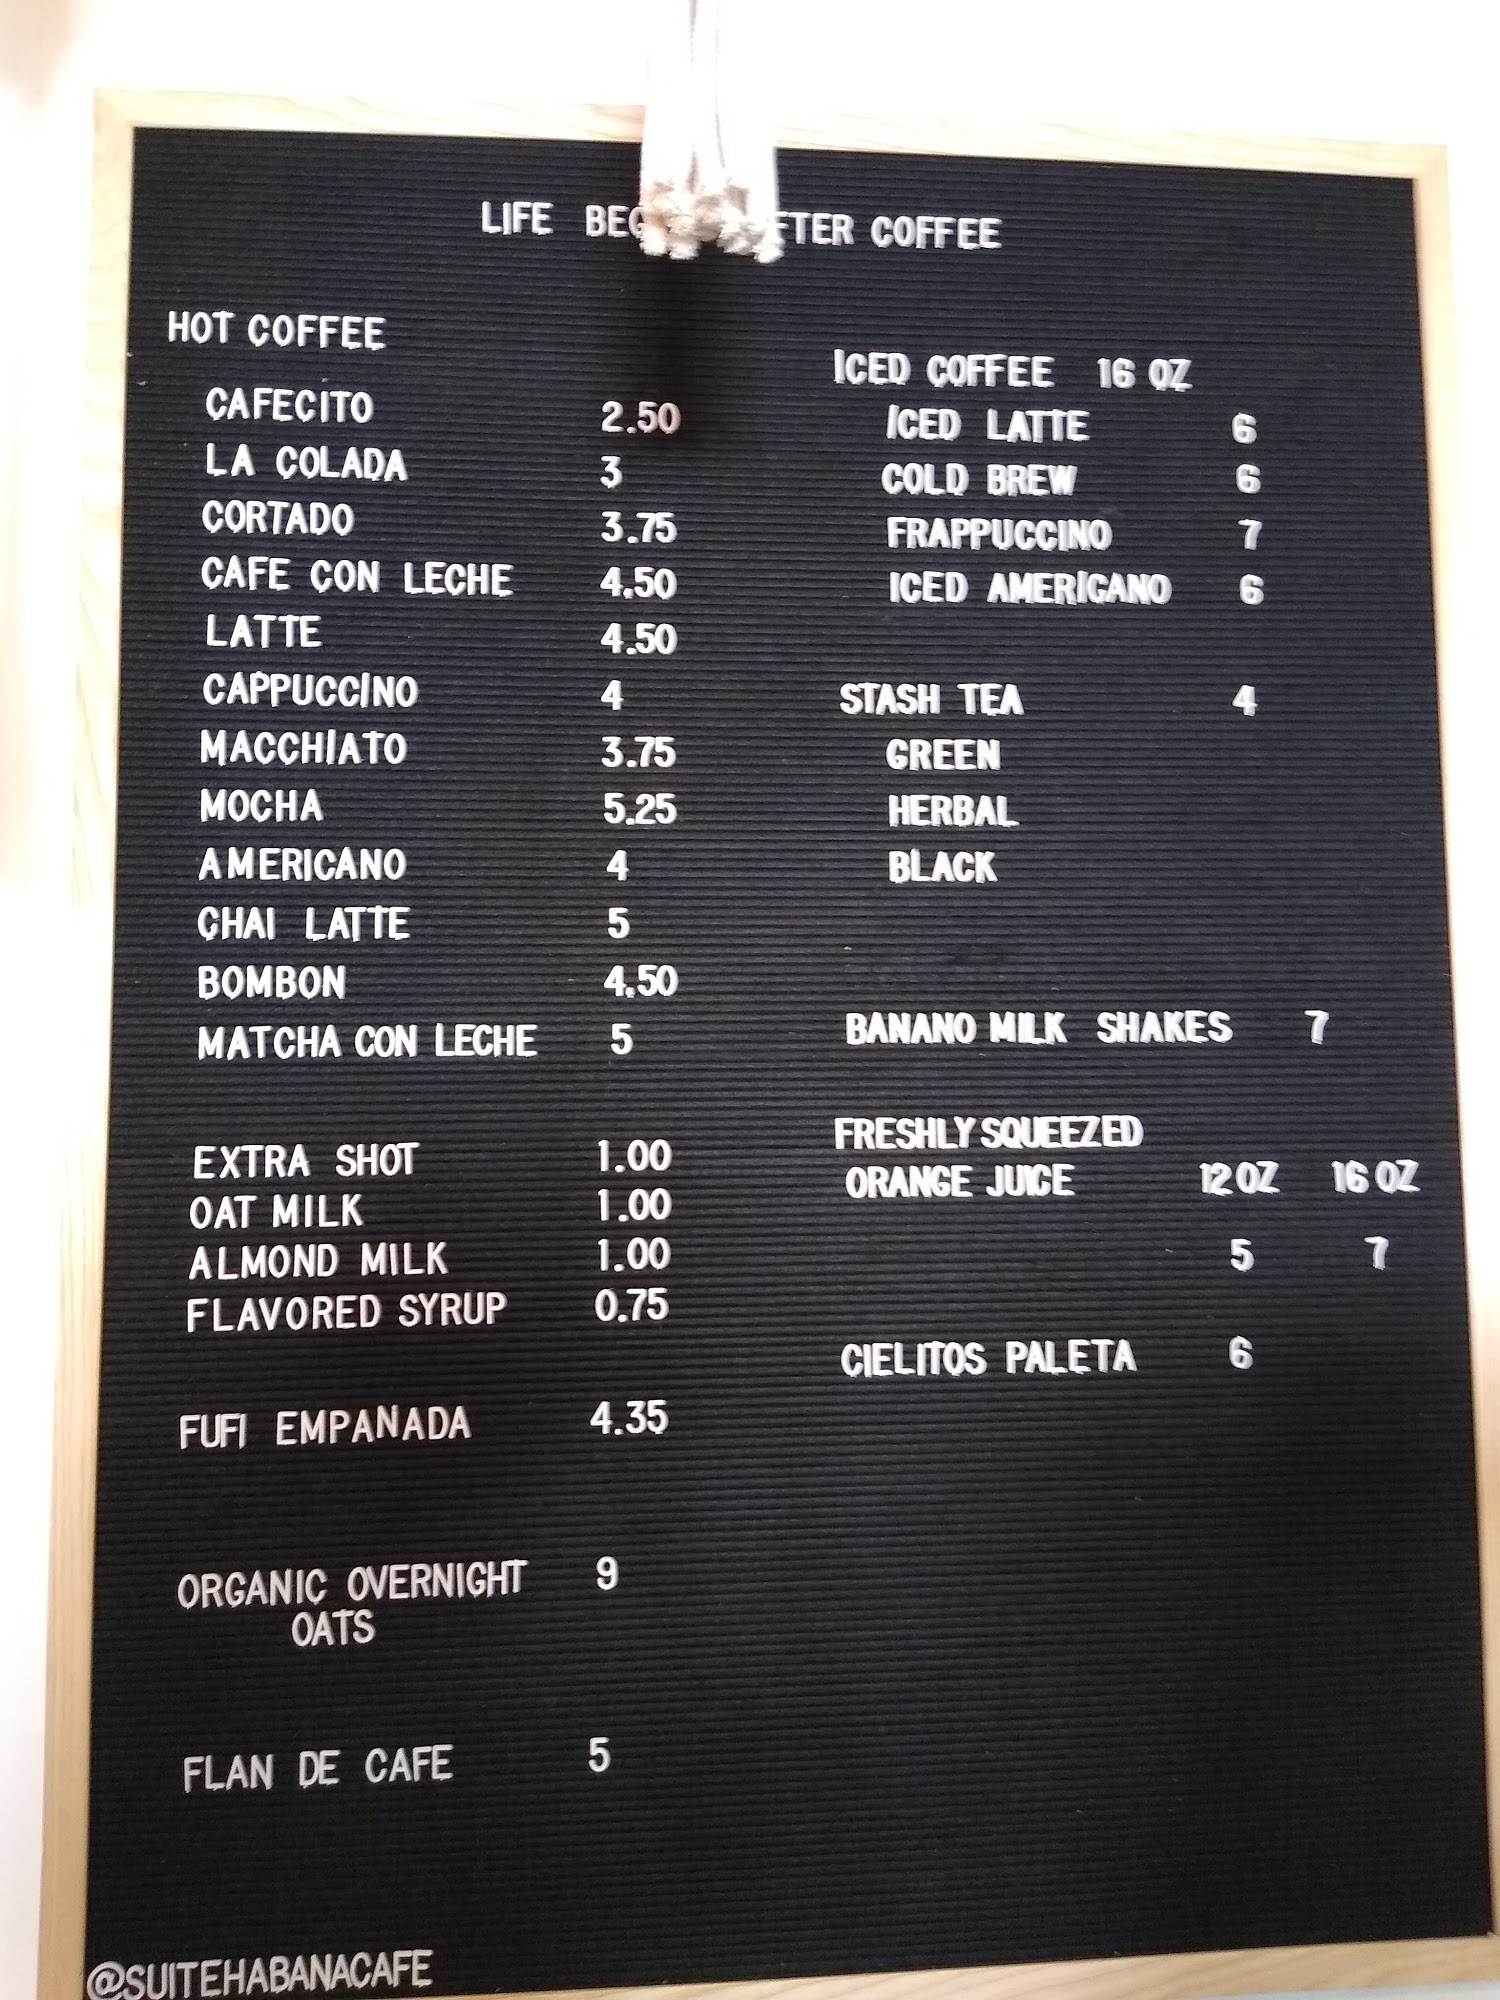 LIFE AFTER COFFEE
HOT COFFEE
CAFECITO 2.50
LA COLADA 3
CORTADO 3.75
CAFE CON LECHE 4.50
LATTE 4.50
CAPPUCCINO 4
MACCHIATO 3.75
MOCHA 5.25
AMERICANO 4
CHAI LATTE 5
BOMBON 4.50
MATCHA CON LECHE 5
EXTRA SHOT 1.00
OAT MILK 1.00
ALMOND MILK 1.00
FLAVORED SYRUP 0.75
FUFI EMPANADA 4.35
ORGANIC OVERNIGHT 9
OATS
FLAN DE CAFE 5
@SUITEHABANACAFE
ICED COFFEE 16 OZ
ICED LATTE 6
COLD BREW 6
FRAPPUCCINO 7
ICED AMERICANO 6
STASH TEA 4
GREEN
HERBAL
BLACK
BANANO MILK SHAKES 7
FRESHLY SQUEEZED
ORANGE JUICE 12 OZ 16 OZ
5 7
CIELITOS PALETA 6